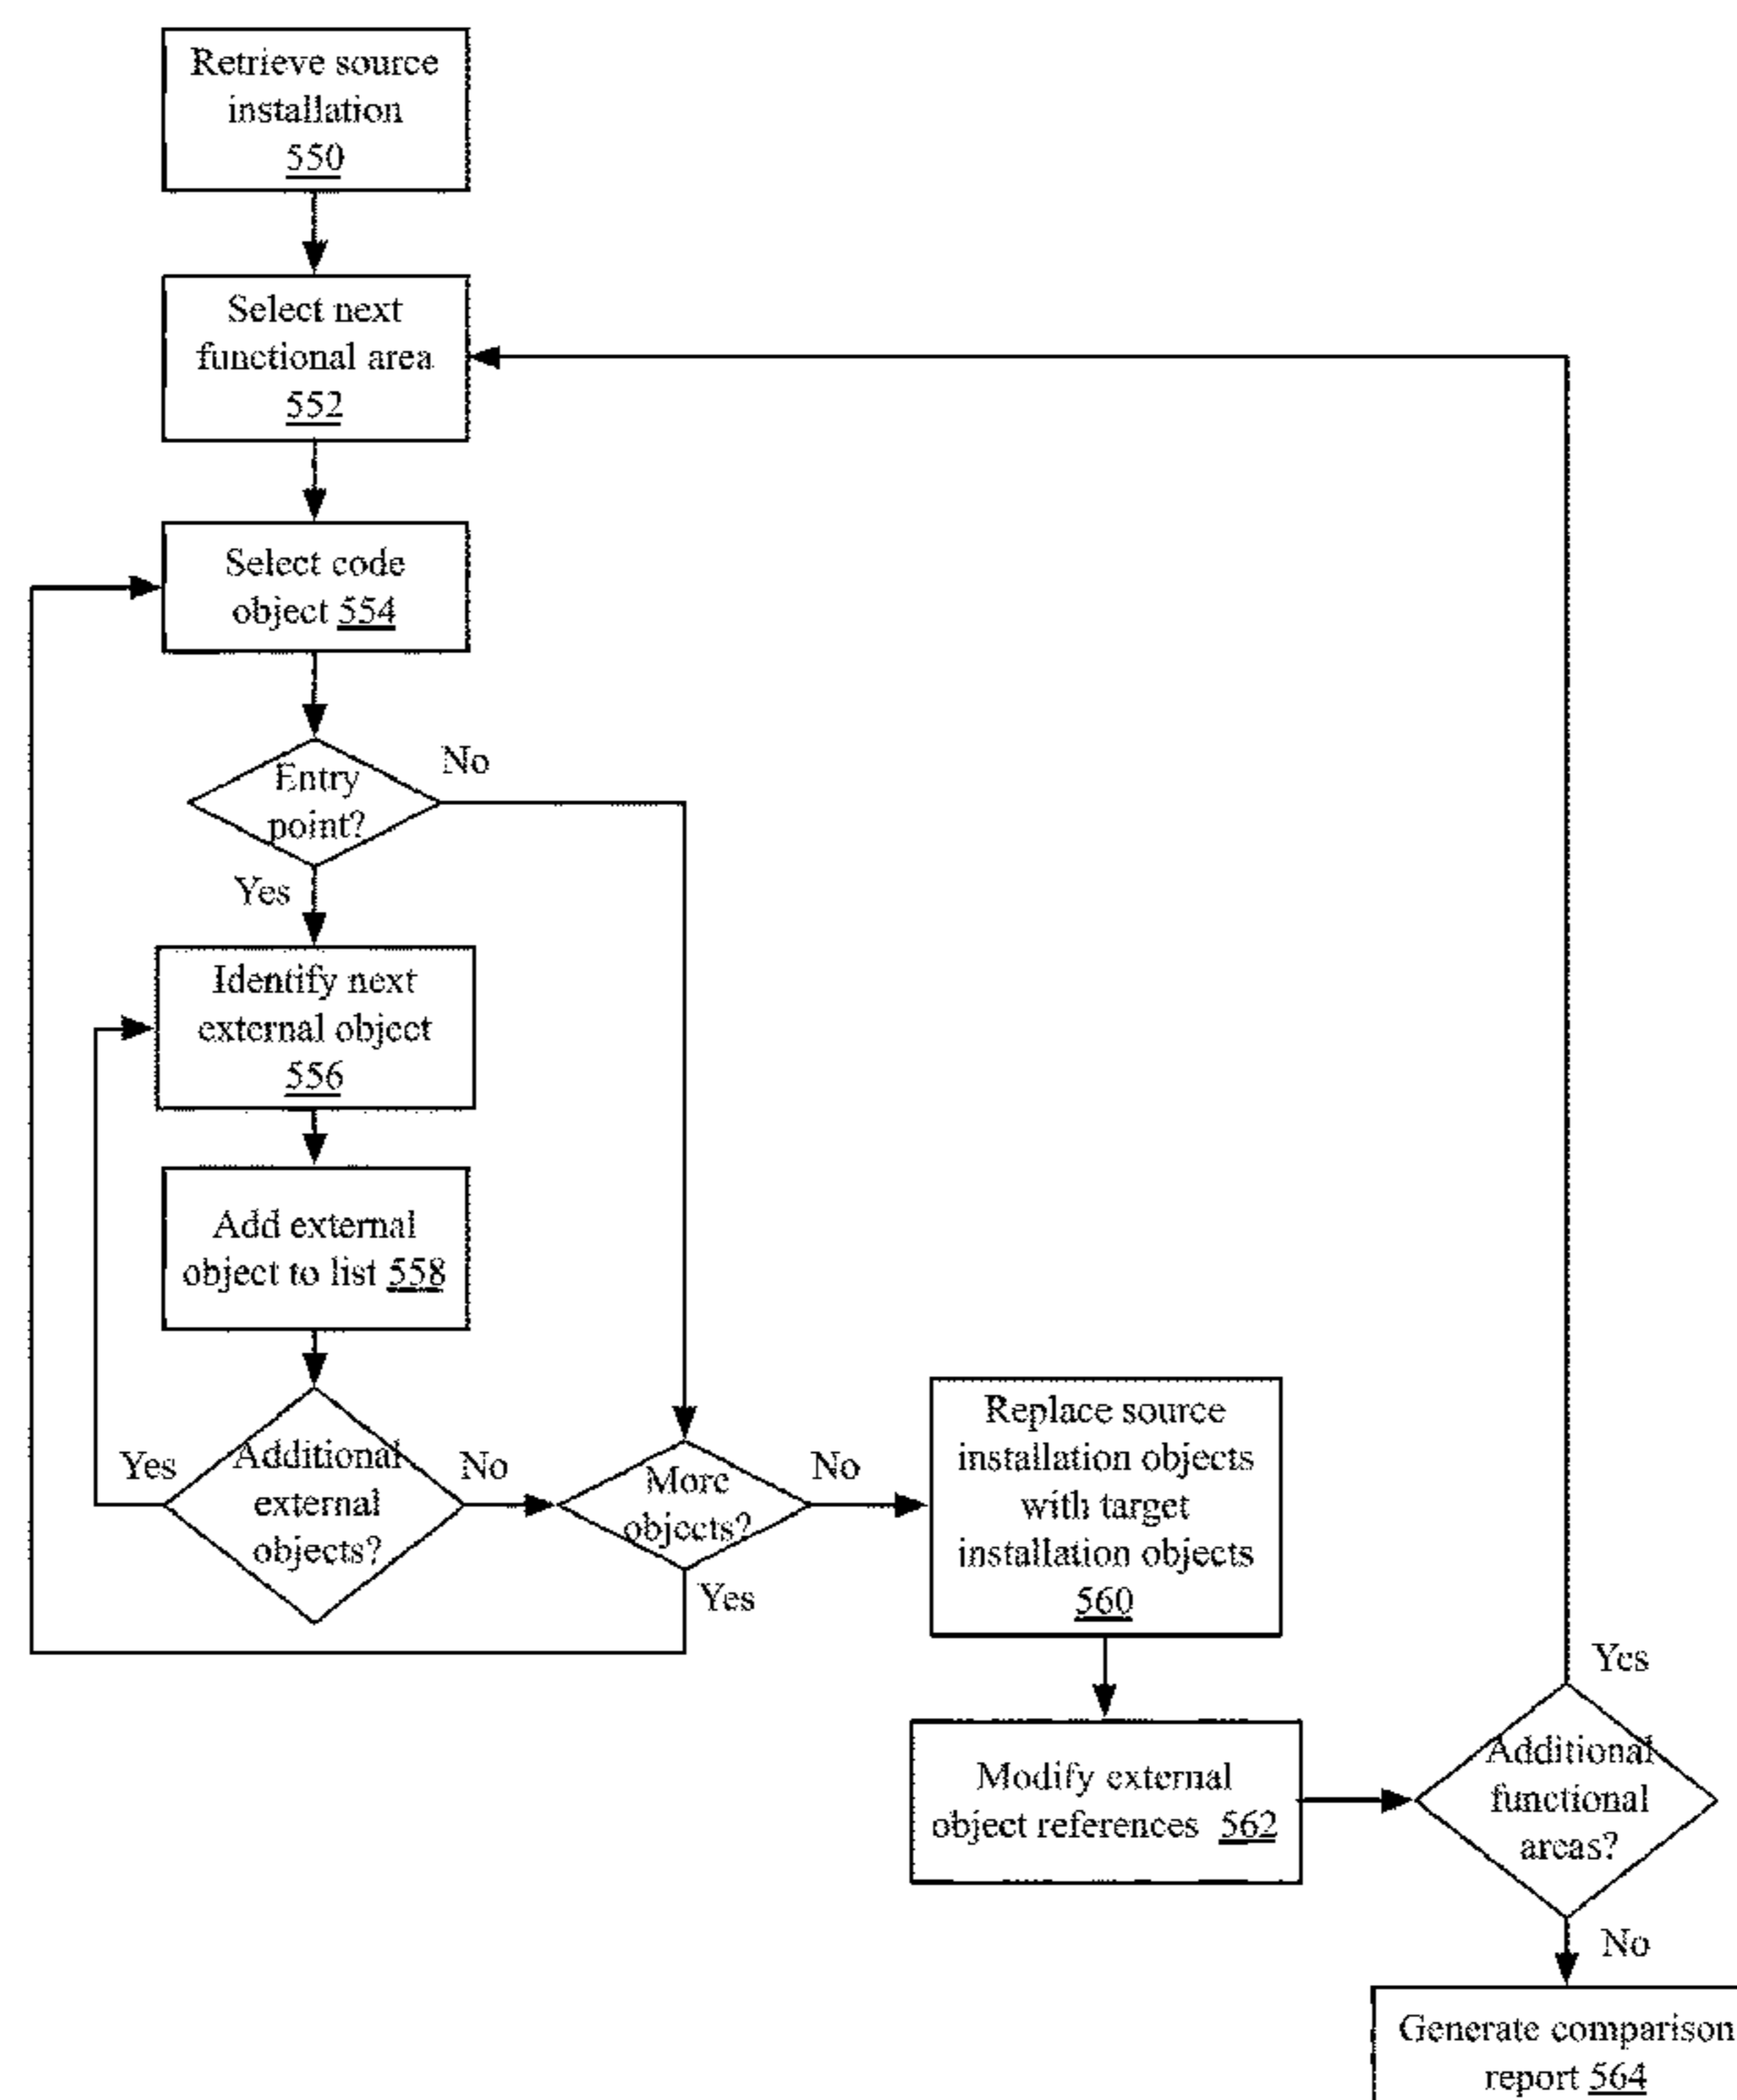 Retrieve source
installation
550
Select next
functional area
552
Select code
object 554
Entry
point?
No
Yes
Identify next
external object
556
Add external
object to list 558
Additional
external
objects?
Yes
No
More
objects?
No
Yes
Replace source
installation objects
with target
installation objects
560
Modify external
object references 562
Additional
functional
areas?
Yes
No
Generate comparison
report 564